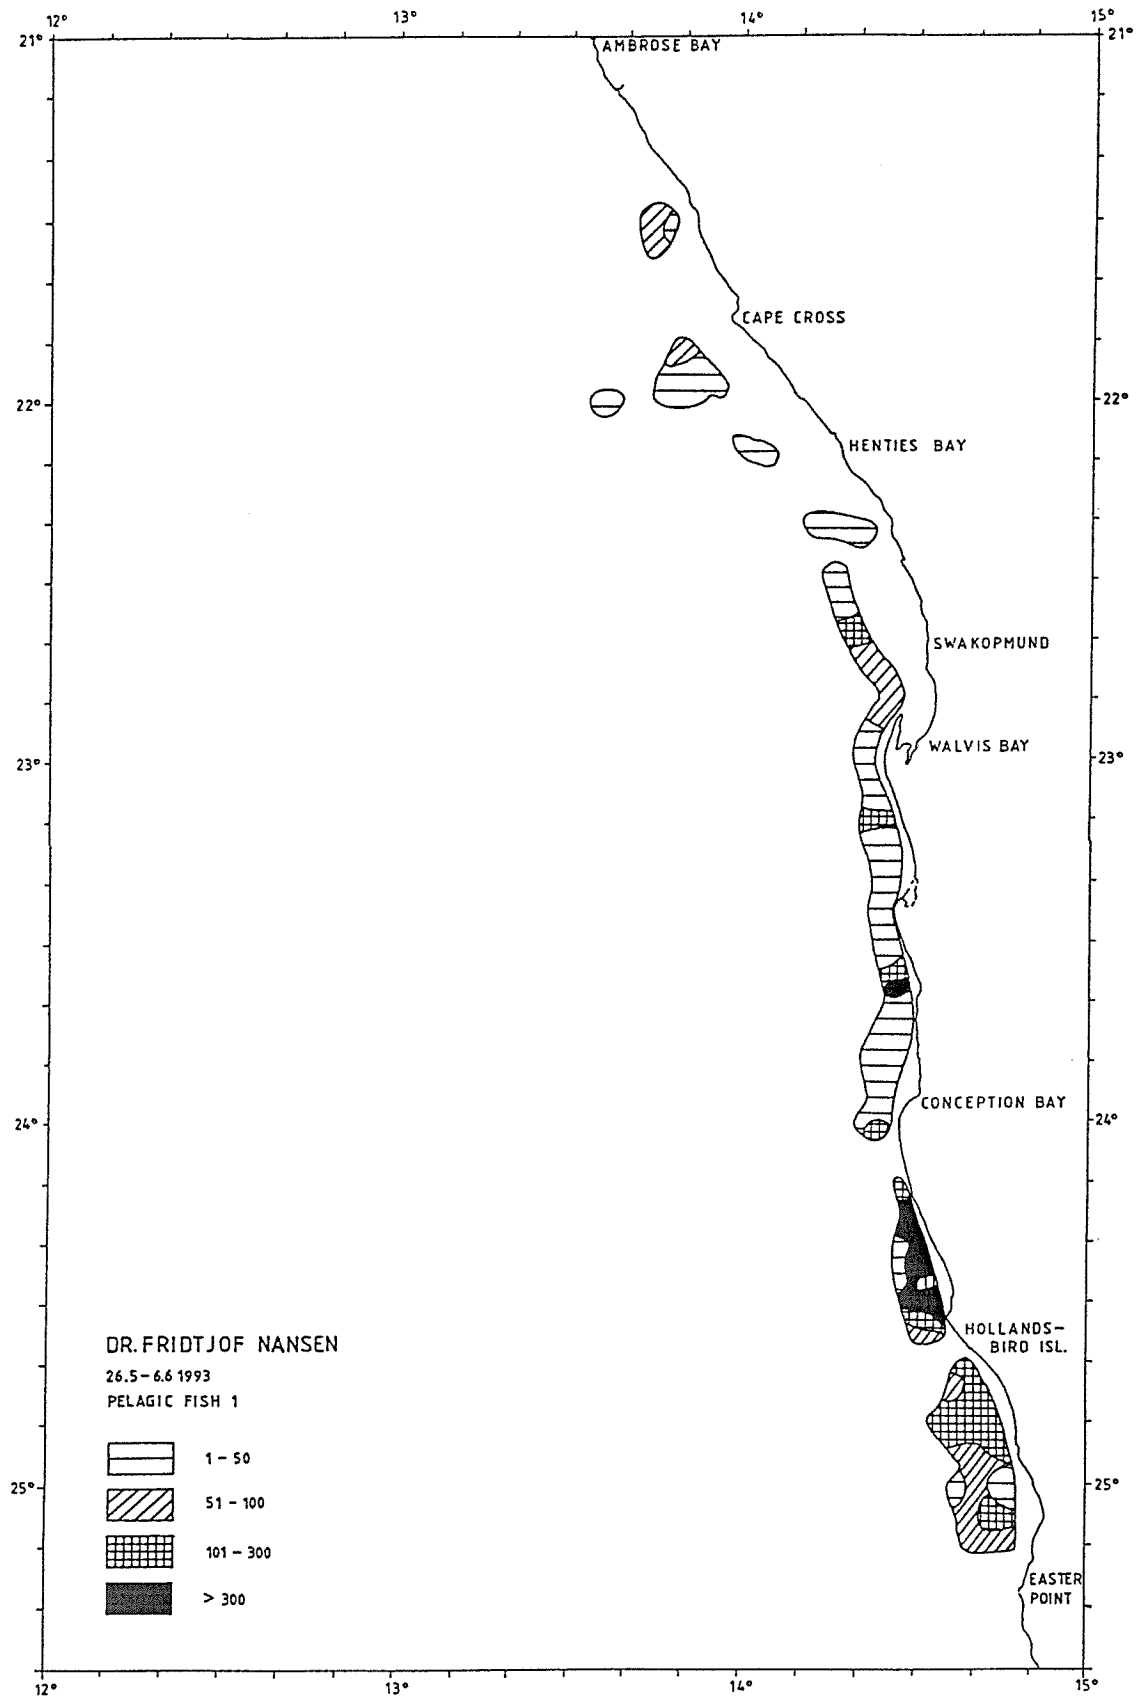 12° 13° 14° 15°
21°
AMBROSE BAY
CAPE CROSS
22° 22°
HENTIES BAY
SWAKOPMUND
WALVIS BAY
23° 23°
CONCEPTION BAY
24° 24°
HOLLANDS-
BIRD ISL.
DR. FRIDTJOF NANSEN
26.5-6.6 1993
PELAGIC FISH 1
1-50
25° 25°
51-100
101-300
> 300
EASTER
POINT
12° 13° 14° 15°